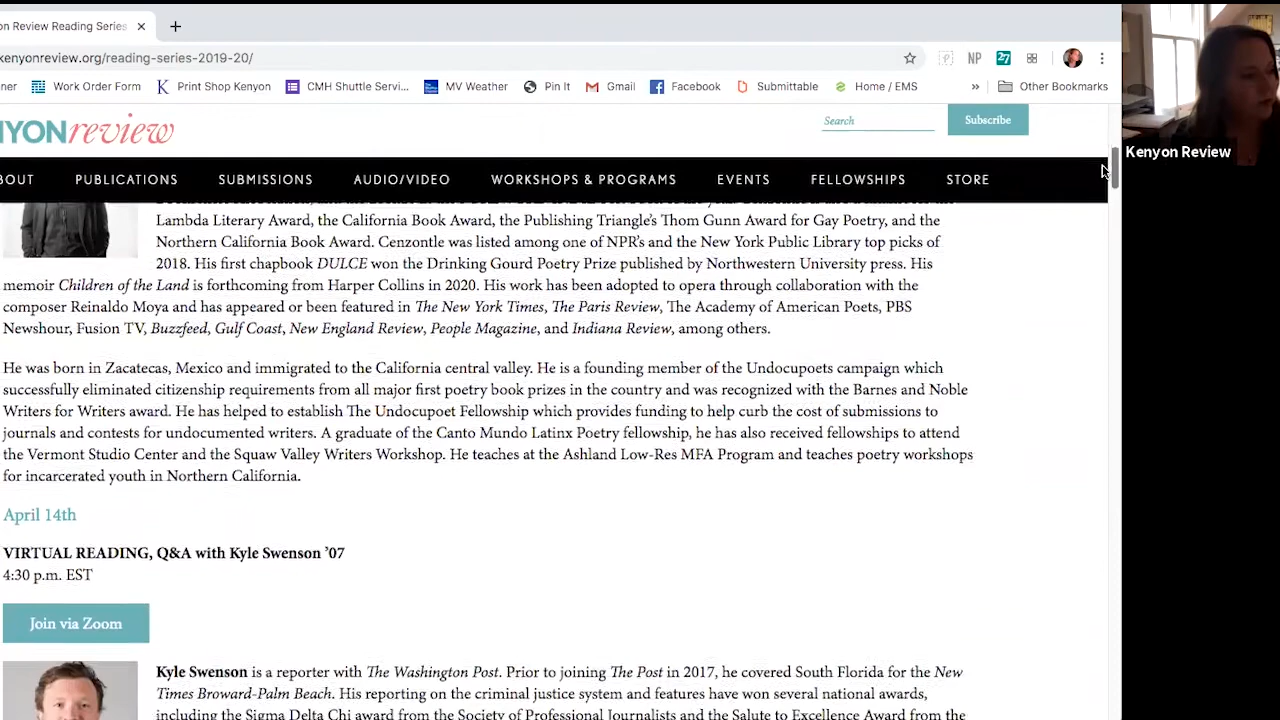 on Review Reading Series
kenyonreview.org/reading-series-2019-20/
NP
27
ner Work Order Form Print Shop Kenyon CMH Shuttle Servi... MV Weather Pin It Gmail Facebook Submittable Home / EMS » Other Bookmarks
NYON review
Search
Subscribe
Kenyon Review
BOUT PUBLICATIONS SUBMISSIONS AUDIO/VIDEO WORKSHOPS & PROGRAMS EVENTS FELLOWSHIPS STORE
Lambda Literary Award, the California Book Award, the Publishing Triangle's Thom Gunn Award for Gay Poetry, and the
Northern California Book Award. Cenzontle was listed among one of NPR's and the New York Public Library top picks of
2018. His first chapbook DULCE won the Drinking Gourd Poetry Prize published by Northwestern University press. His
memoir Children of the Land is forthcoming from Harper Collins in 2020. His work has been adopted to opera through collaboration with the
composer Reinaldo Moya and has appeared or been featured in The New York Times, The Paris Review, The Academy of American Poets, PBS
Newshour, Fusion TV, Buzzfeed, Gulf Coast, New England Review, People Magazine, and Indiana Review, among others.
He was born in Zacatecas, Mexico and immigrated to the California central valley. He is a founding member of the Undocupoets campaign which
successfully eliminated citizenship requirements from all major first poetry book prizes in the country and was recognized with the Barnes and Noble
Writers for Writers award. He has helped to establish The Undocupoet Fellowship which provides funding to help curb the cost of submissions to
journals and contests for undocumented writers. A graduate of the Canto Mundo Latinx Poetry fellowship, he has also received fellowships to attend
the Vermont Studio Center and the Squaw Valley Writers Workshop. He teaches at the Ashland Low-Res MFA Program and teaches poetry workshops
for incarcerated youth in Northern California.
April 14th
VIRTUAL READING, Q&A with Kyle Swenson ’07
4:30 p.m. EST
Join via Zoom
Kyle Swenson is a reporter with The Washington Post. Prior to joining The Post in 2017, he covered South Florida for the New
Times Broward-Palm Beach. His reporting on the criminal justice system and features have won several national awards,
including the Sigma Delta Chi award from the Society of Professional Journalists and the Salute to Excellence Award from the